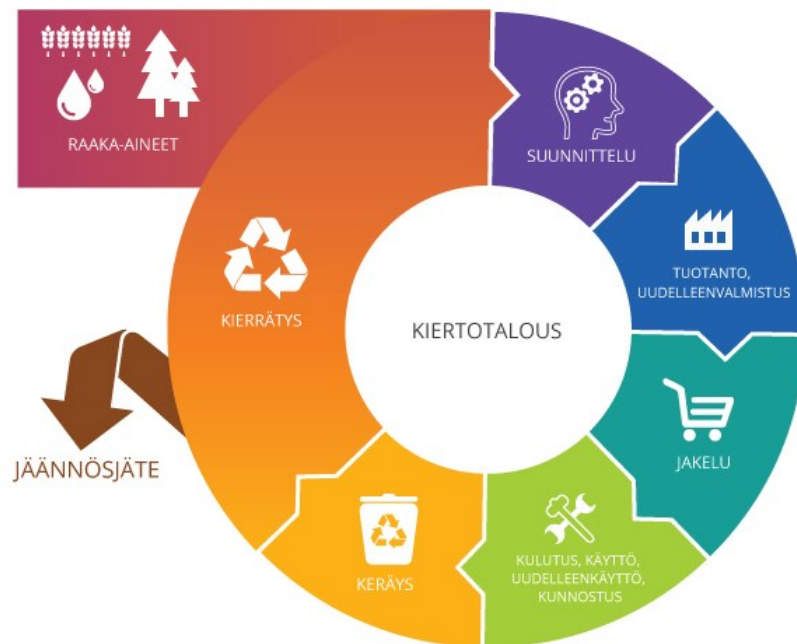 RAAKA-AINEET
SUUNNITTELU
TUOTANTO,
UUDELLEENVALMISTUS
JAKELU
KULUTUS, KÄYTTÖ,
UUDELLEENKÄYTTÖ,
KUNNOSTUS
KERÄYS
KIERRÄTYS
KIERTOTALOUS
JÄÄNNÖSJÄTE